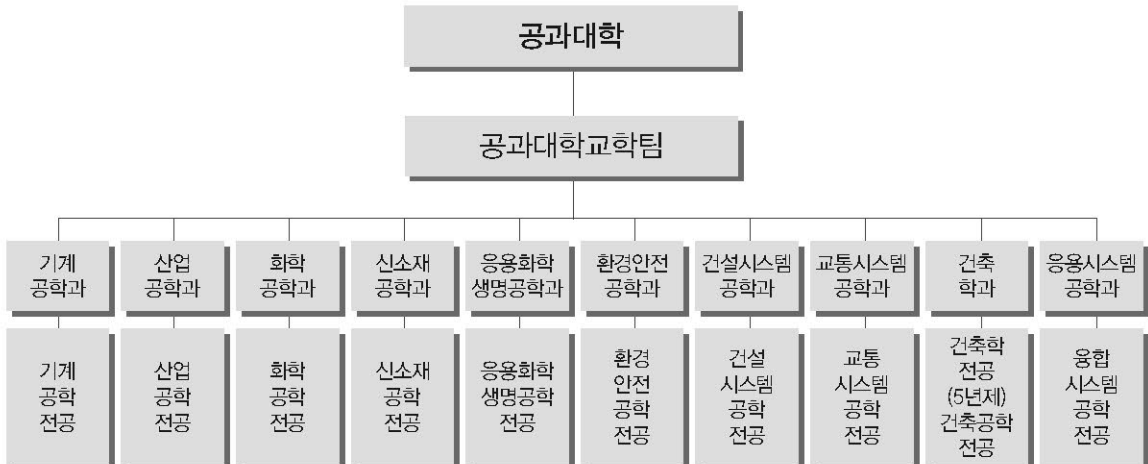 공과대학
공과대학교학팀
기계
공학과
산업
공학과
화학
공학과
신소재
공학과
응용화학
생명공학과
환경안전
공학과
건설시스템
공학과
교통시스템
공학과
건축
학과
응용시스템
공학과
기계
공학
전공
산업
공학
전공
화학
공학
전공
신소재
공학
전공
응용화학
생명공학
전공
환경
안전
공학
전공
건설
시스템
공학
전공
교통
시스템
공학
전공
건축학
전공
(5년제)
건축공학
전공
융합
시스템
공학
전공